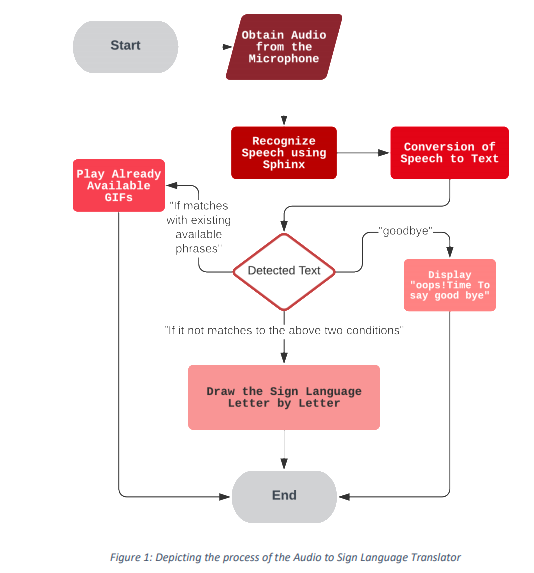 Start
Obtain Audio
from the
Microphone
Recognize
Speech using
Sphinx
Conversion of
Speech to Text
Play Already
Available
GIFs
"If matches
with existing
available
phrases"
"goodbye"
Detected Text
Display
"oops!Time To
say good bye"
"If it not matches to the above two conditions"
Draw the Sign Language
Letter by Letter
End
Figure 1: Depicting the process of the Audio to Sign Language Translator